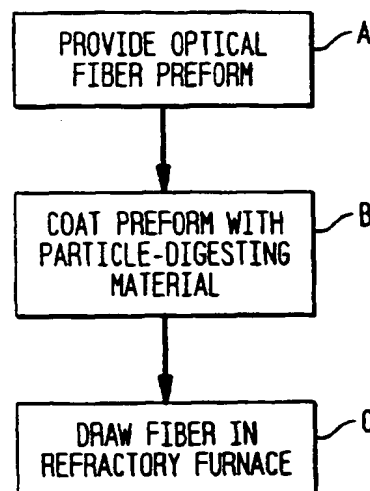 PROVIDE OPTICAL
FIBER PREFORM
A
COAT PREFORM WITH
PARTICLE-DIGESTING
MATERIAL
B
DRAW FIBER IN
REFRACTORY FURNACE
C